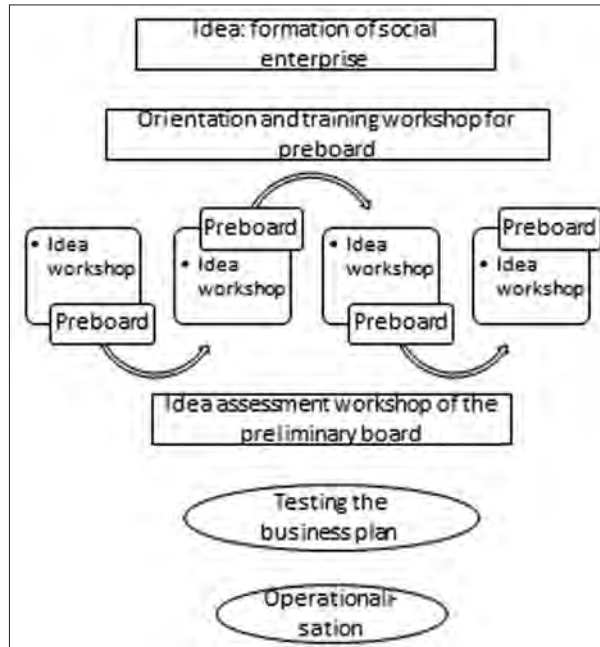 Idea: formation of social
enterprise
Orientation and training workshop for
preboard
• Idea
workshop
Preboard
Preboard
• Idea
workshop
• Idea
workshop
Preboard
Preboard
• Idea
workshop
Idea assessment workshop of the
preliminary board
Testing the
business plan
Operationali-
sation